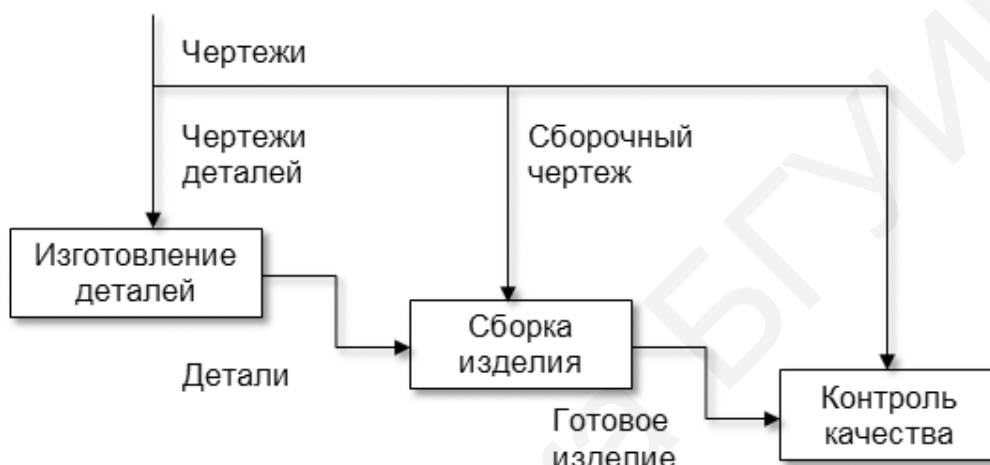 Чертежи
Чертежи
деталей
Сборочный
чертеж
Изготовление
деталей
Сборка
изделия
Детали
Контроль
качества
Готовое
изделие